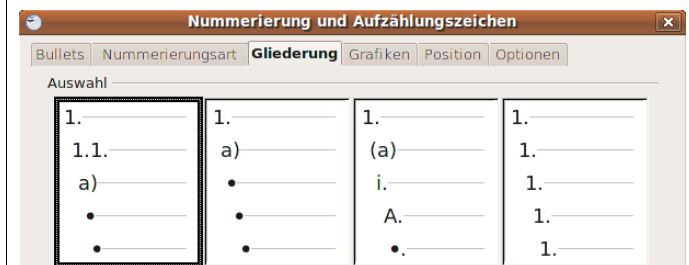 Nummerierung und Aufzählungszeichen
Bullets Nummerierungsart Gliederung Grafiken Position Optionen
Auswahl
1. 1. 1. 1.
1.1. a) (a) 1.
a) • i. 1.
• • A. 1.
• • •. 1.